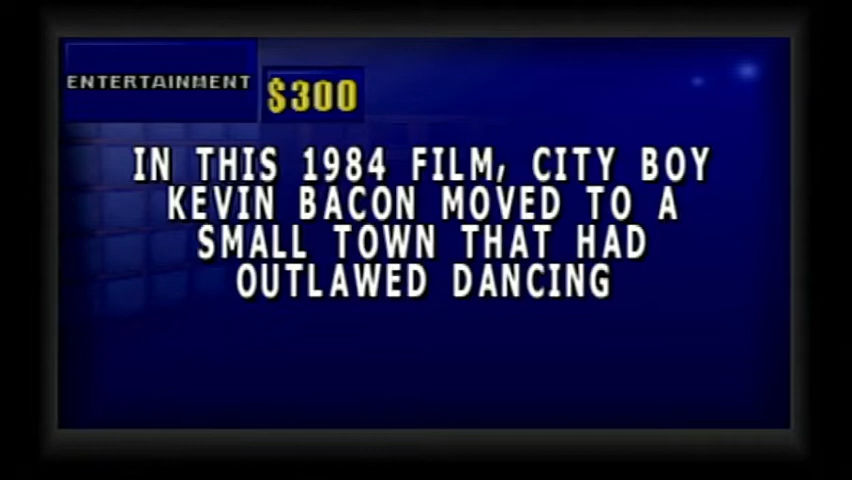 ENTERTAINMENT
$300
IN THIS 1984 FILM, CITY BOY
KEVIN BACON MOVED TO A
SMALL TOWN THAT HAD
OUTLAWED DANCING